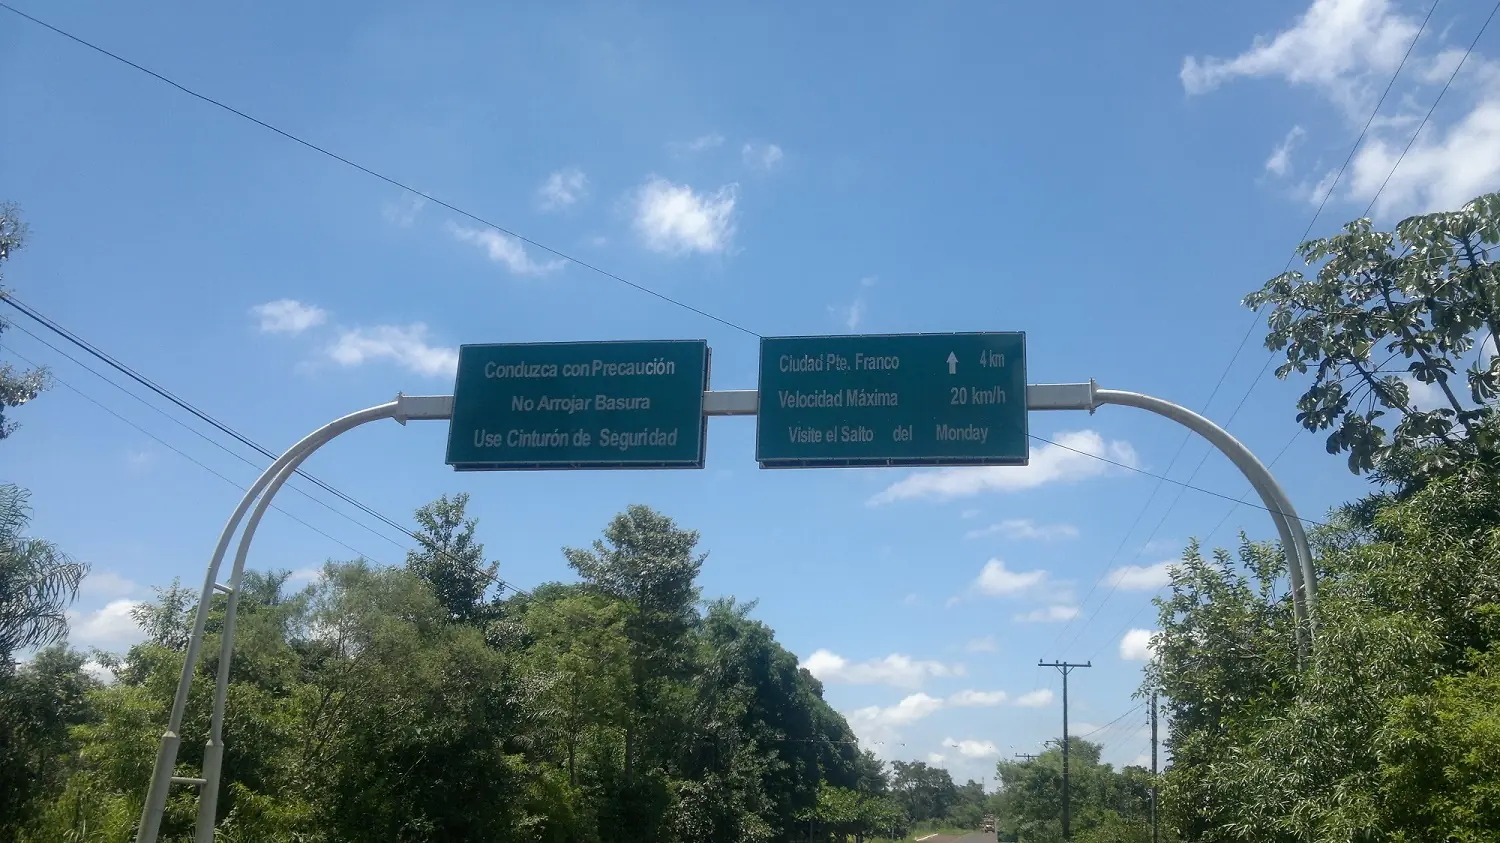 Conduzca con Precaución
No Arrojar Basura
Use Cinturón de Seguridad
Ciudad Pte. Franco ↑ 4 km
Velocidad Máxima 20 km/h
Visite el Salto del Monday